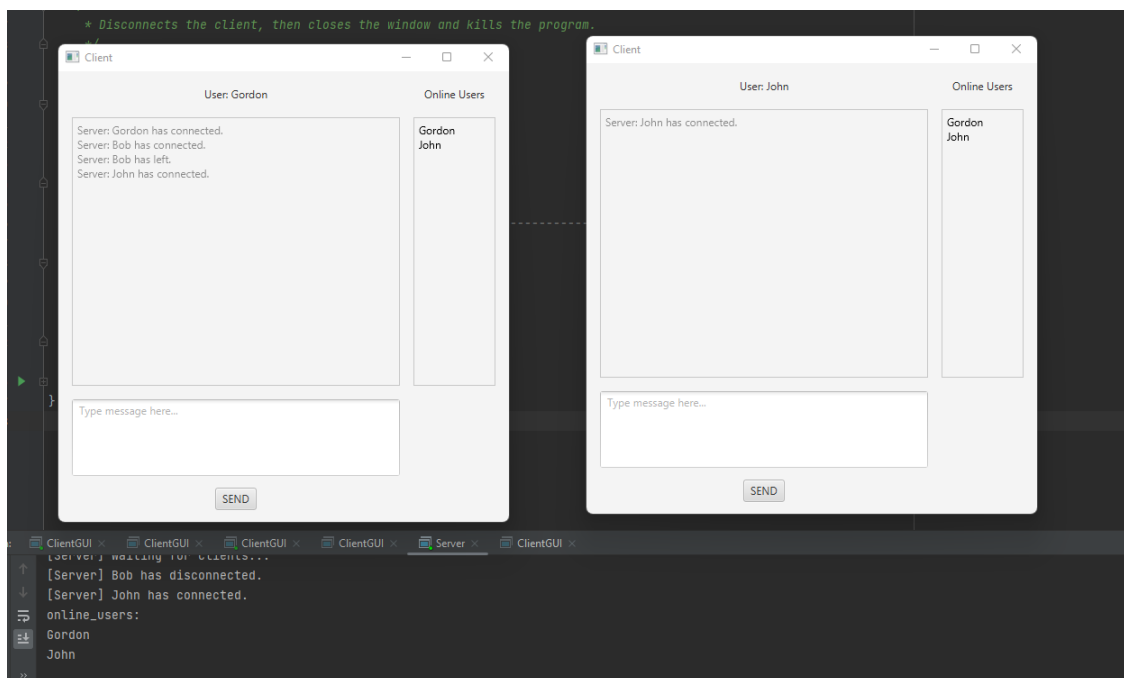 * Disconnects the client, then closes the window and kills the program.
*/
Client
User: Gordon
Online Users
Server: Gordon has connected.
Server: Bob has connected.
Server: Bob has left.
Server: John has connected.
Gordon
John
Type message here...
SEND
Client
User: John
Online Users
Server: John has connected.
Gordon
John
Type message here...
SEND
}
ClientGUI ClientGUI ClientGUI ClientGUI Server ClientGUI
[Server] Waiting for clients...
[Server] Bob has disconnected.
[Server] John has connected.
online_users:
Gordon
John